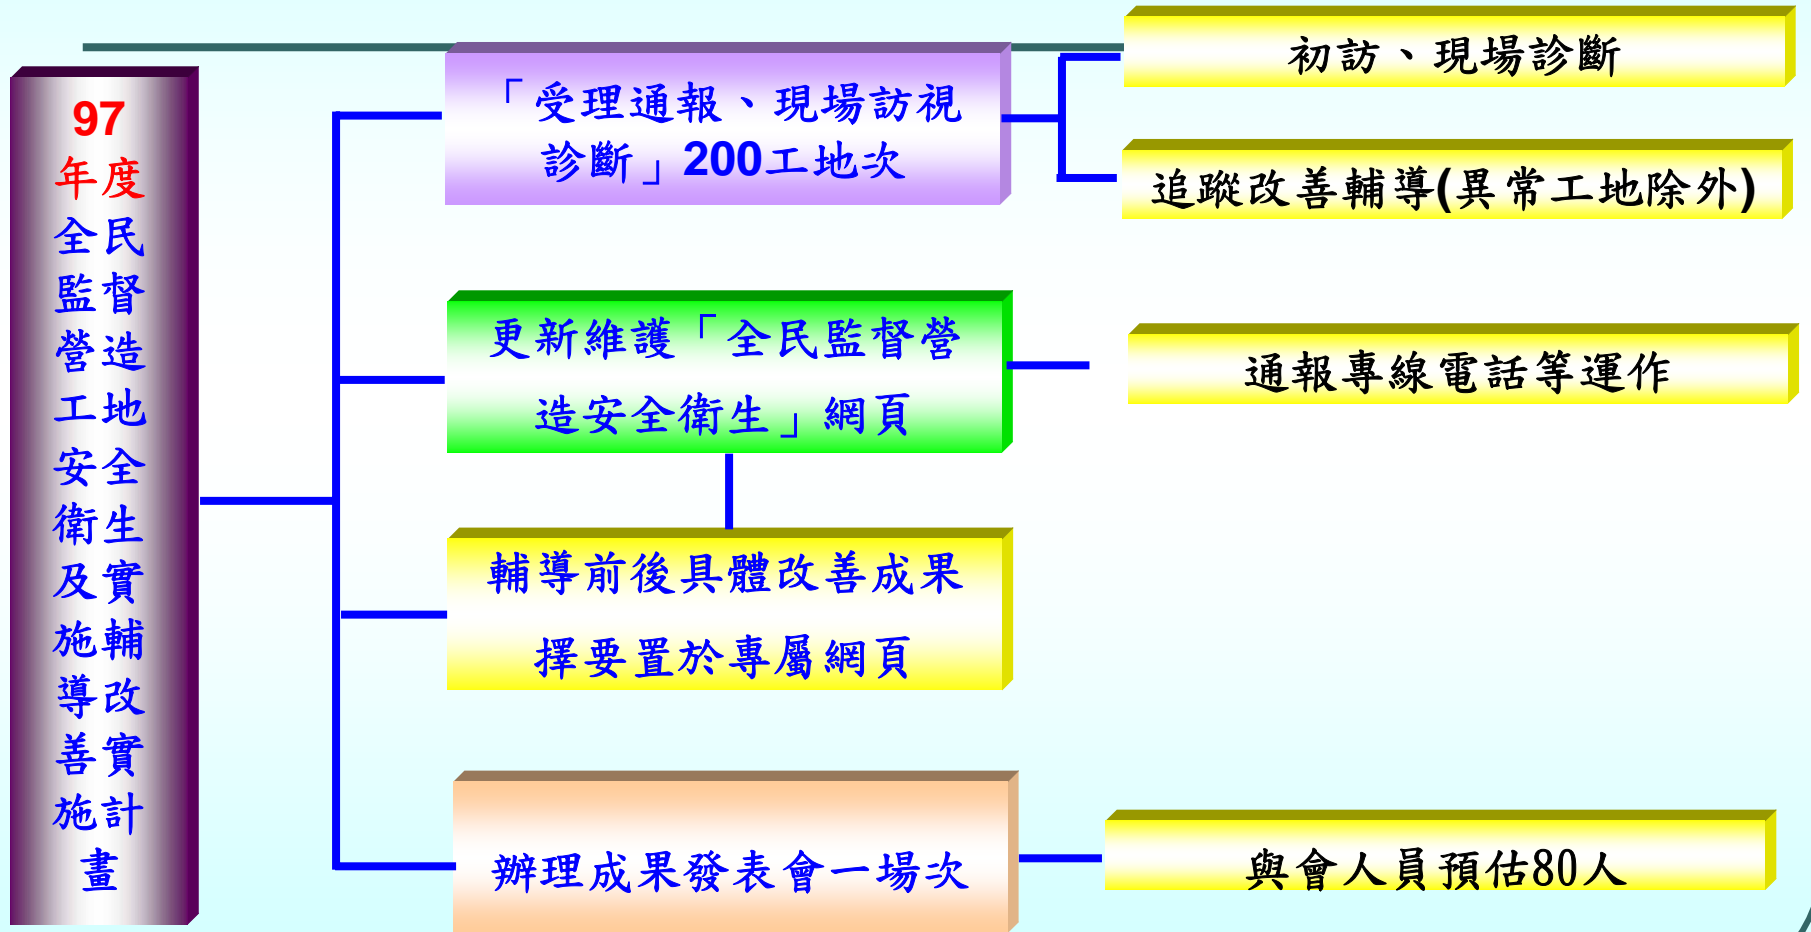 97
年度
全民
監督
營造
工地
安全
衛生
及實
施輔
導改
善實
施計
畫
「受理通報、現場訪視
診斷」200工地次
初訪、現場診斷
追蹤改善輔導(異常工地除外)
更新維護「全民監督營
造安全衛生」網頁
通報專線電話等運作
輔導前後具體改善成果
擇要置於專屬網頁
辦理成果發表會一場次
與會人員預估80人